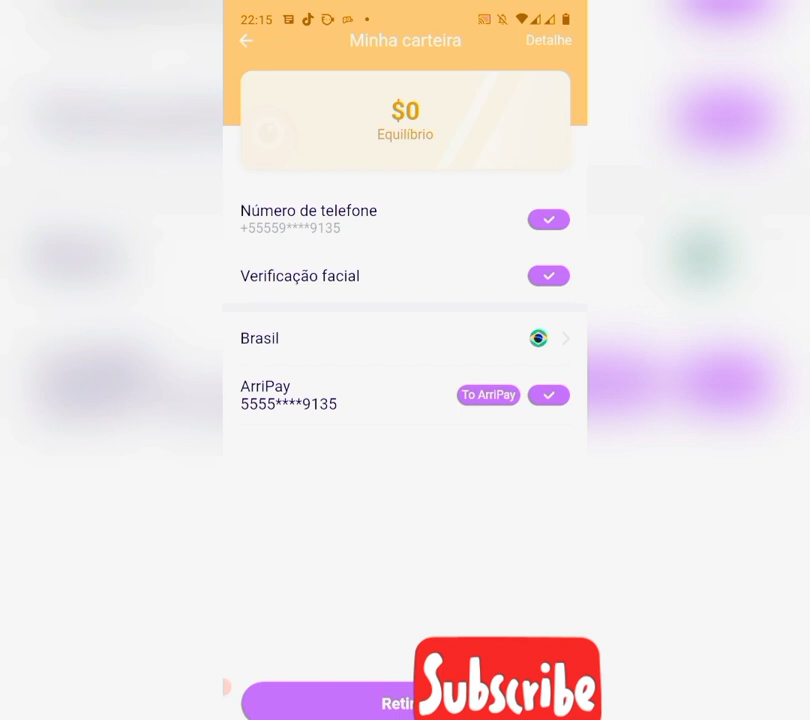 22:15
Minha carteira
Detalhe
$0
Equilíbrio
Número de telefone
+55559****9135
Verificação facial
Brasil
ArriPay
5555****9135
To ArriPay
Subscribe